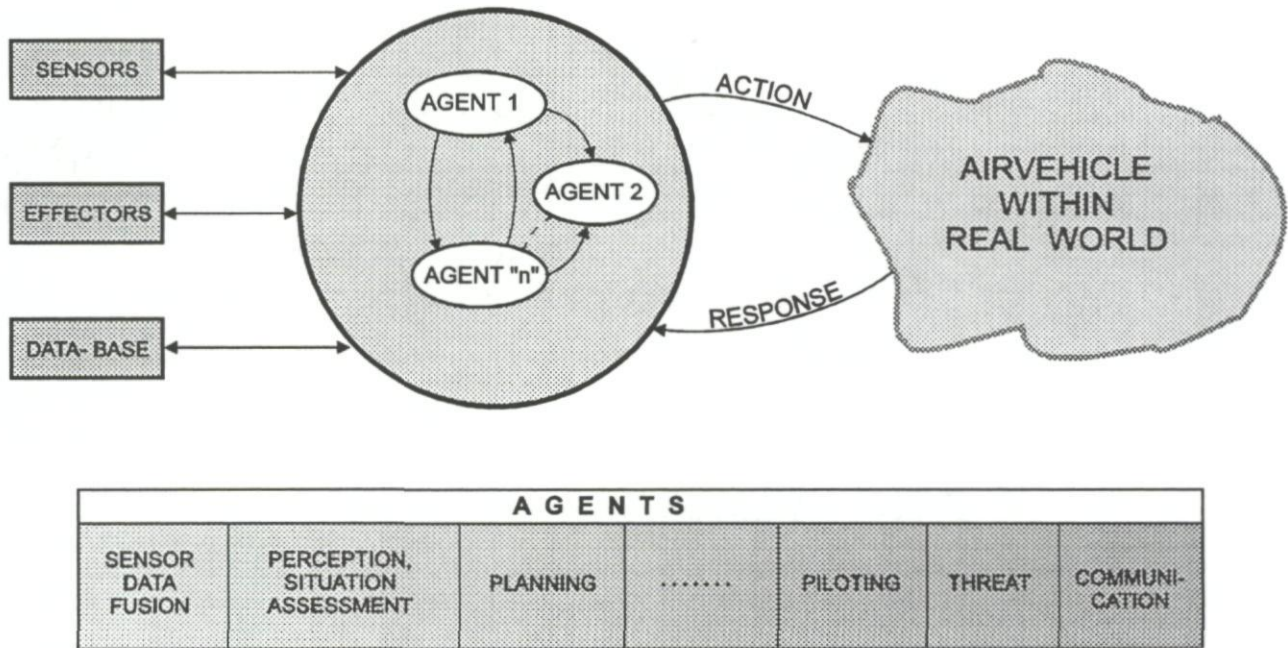 SENSORS
EFFECTORS
DATA- BASE
AGENT 1
AGENT 2
AGENT "n"
ACTION
RESPONSE
AIRVEHICLE
WITHIN
REAL WORLD
A G E N T S
SENSOR
DATA
FUSION
PERCEPTION,
SITUATION
ASSESSMENT
PLANNING
.......
PILOTING
THREAT
COMMUNI-
CATION